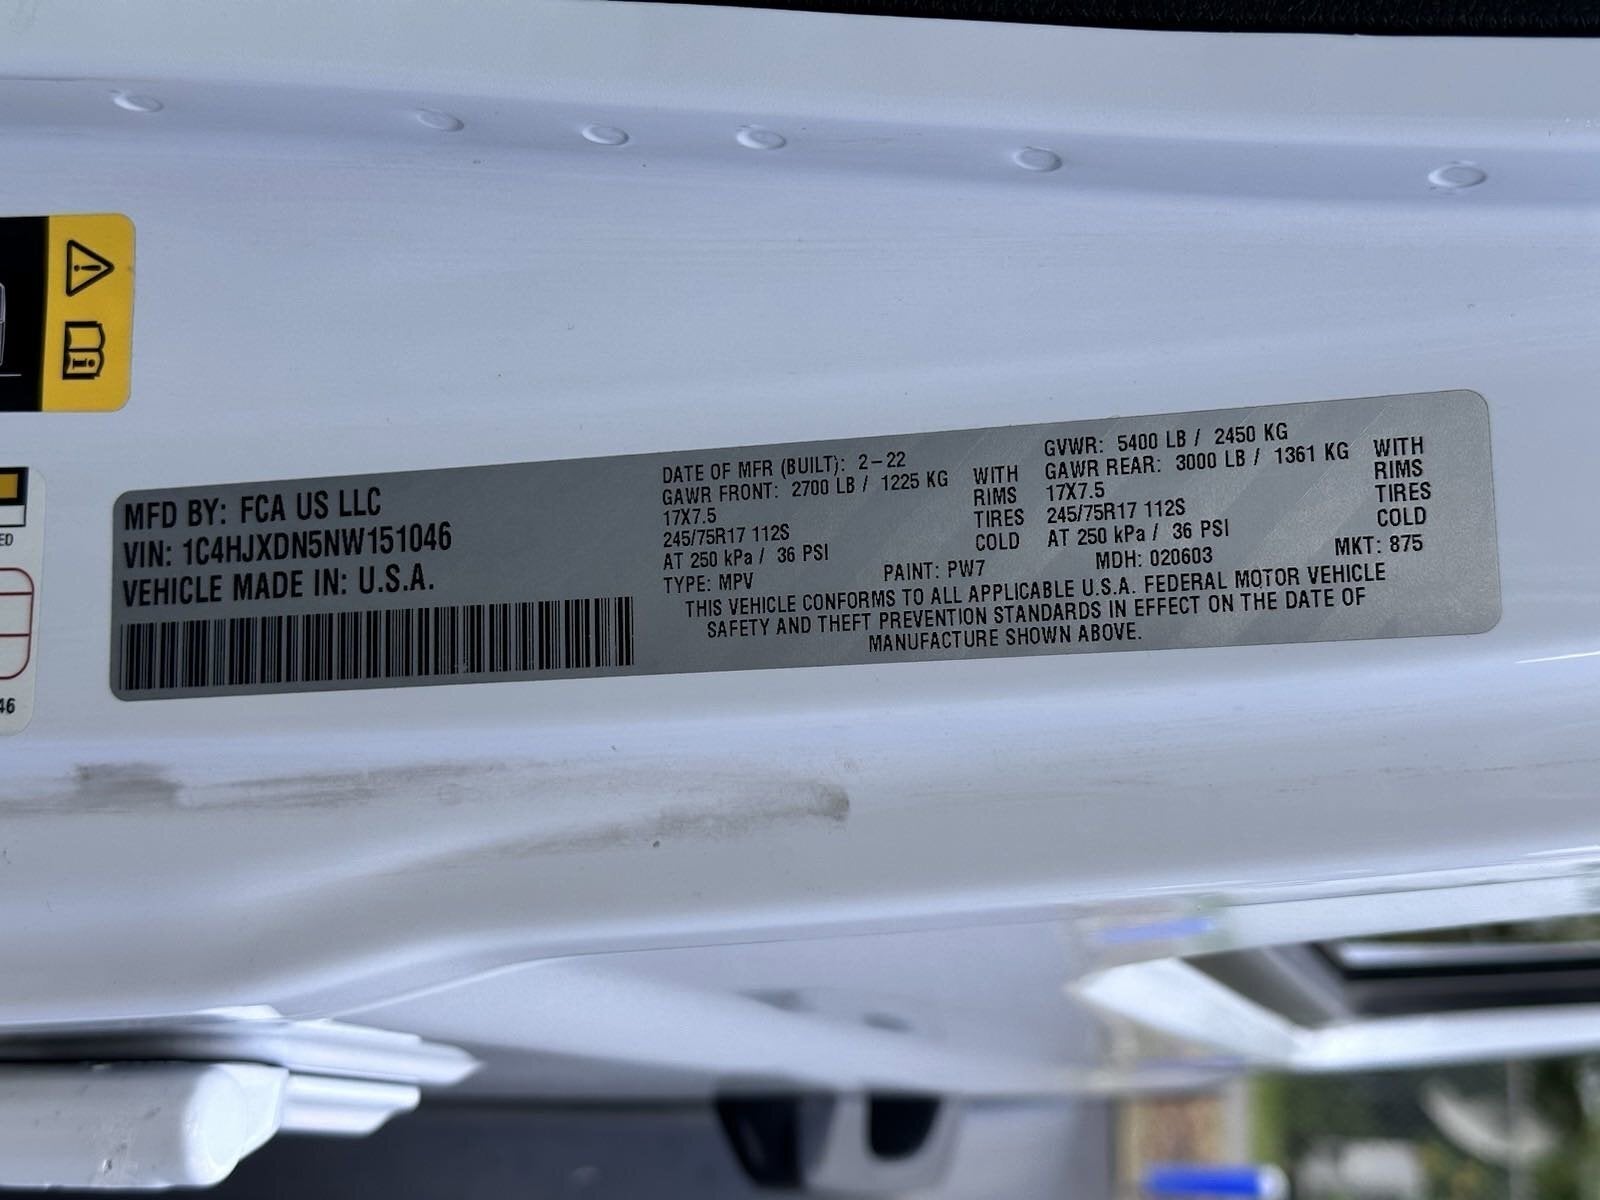 MFD BY: FCA US LLC
VIN: 1C4HJXDN5NW151046
VEHICLE MADE IN: U.S.A.
DATE OF MFR (BUILT): 2-22
GAWR FRONT: 2700 LB / 1225 KG WITH
17X7.5 RIMS
245/75R17 112S TIRES
AT 250 kPa / 36 PSI COLD
TYPE: MPV
GVWR: 5400 LB / 2450 KG
GAWR REAR: 3000 LB / 1361 KG WITH
17X7.5 RIMS
245/75R17 112S TIRES
AT 250 kPa / 36 PSI COLD
PAINT: PW7 MDH: 020603 MKT: 875
THIS VEHICLE CONFORMS TO ALL APPLICABLE U.S.A. FEDERAL MOTOR VEHICLE
SAFETY AND THEFT PREVENTION STANDARDS IN EFFECT ON THE DATE OF
MANUFACTURE SHOWN ABOVE.
ED
46